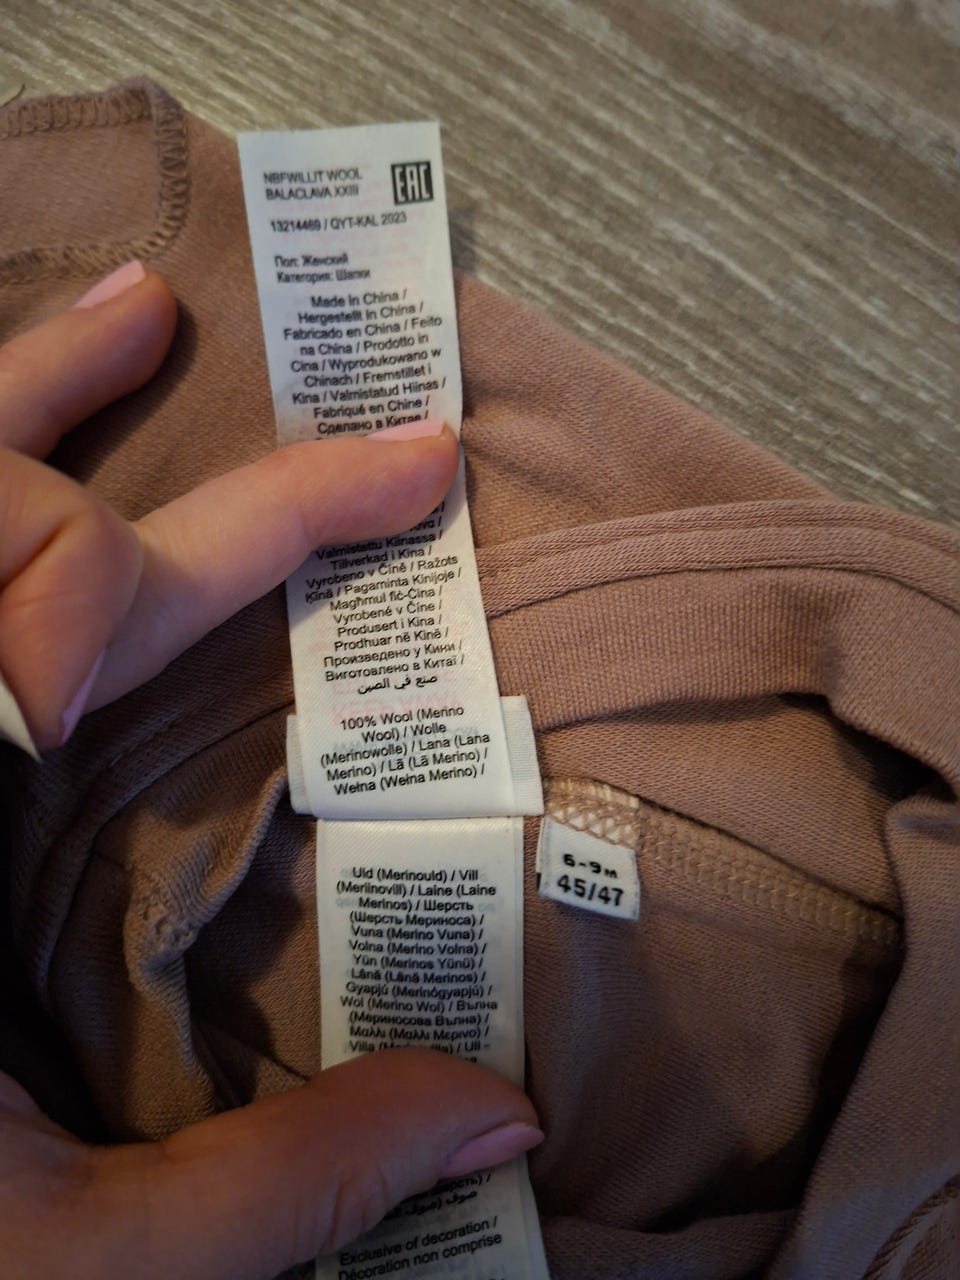 NBFWILLIT WOOL
BALACLAVA XXIII
EAC
13214469 / QYT-KAL 2023
Пол: Женский
Категория: Шапки
Made in China /
Hergestellt in China /
Fabricado en China / Feito
na China / Prodotto in
Cina / Wyprodukowano w
Chinach / Fremstillet i
Kina / Valmistatud Hiinas /
Fabriqué en Chine /
Сделано в Китае /
Valmistettu Kiinassa /
Tillverkad i Kina /
Vyrobeno v Číně / Ražots
Ķīnā / Pagaminta Kinijoje /
Magħmul fiċ-Ċina /
Vyrobené v Číne /
Produsert i Kina /
Prodhuar në Kinë /
Произведено у Кини /
Виготовлено в Китаї /
صنع في الصين
100% Wool (Merino
Wool) / Wolle
(Merinowolle) / Lana (Lana
Merino) / Lã (Lã Merino) /
Wełna (Wełna Merino) /
Uld (Merinould) / Vill
(Meriinovill) / Laine (Laine
Merinos) / Шерсть
(Шерсть Мериноса) /
Vuna (Merino Vuna) /
Volna (Merino Volna) /
Yün (Merinos Yünü) /
Lână (Lână Merinos) /
Gyapjú (Merinógyapjú) /
Wol (Merino Wol) / Вълна
(Мериносова Вълна) /
Μαλλί (Μαλλί Μερινο) /
Villa / Ull -
Exclusive of decoration /
Décoration non comprise
6-9M
45/47